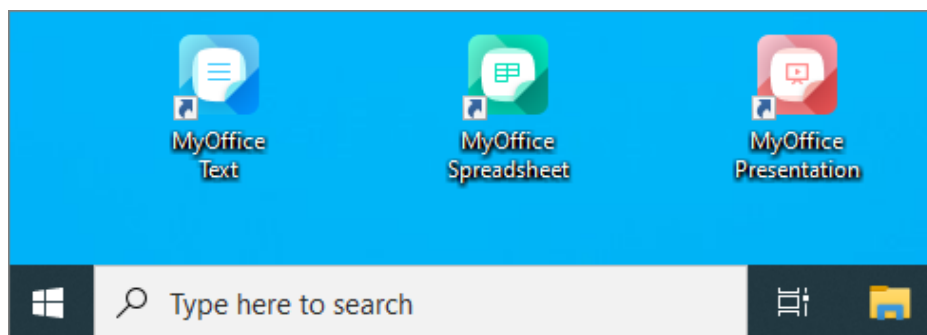 MyOffice
Text
MyOffice
Spreadsheet
MyOffice
Presentation
Type here to search